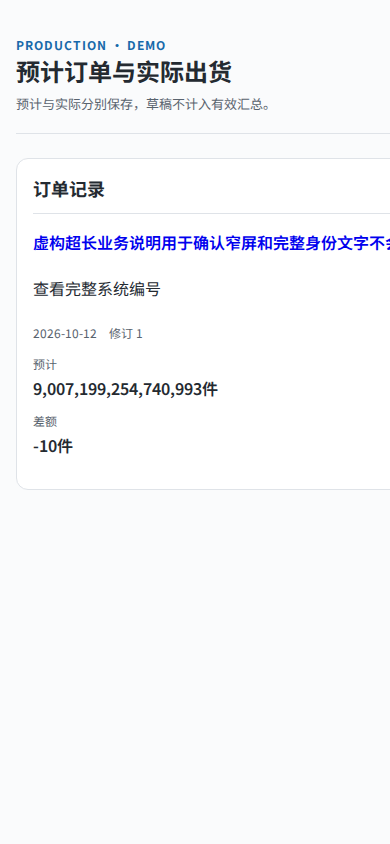 PRODUCTION · DEMO
预计订单与实际出货
预计与实际分别保存，草稿不计入有效汇总。
订单记录
虚构超长业务说明用于确认窄屏和完整身份文字不
查看完整系统编号
2026-10-12 修订 1
预计
9,007,199,254,740,993件
差额
-10件